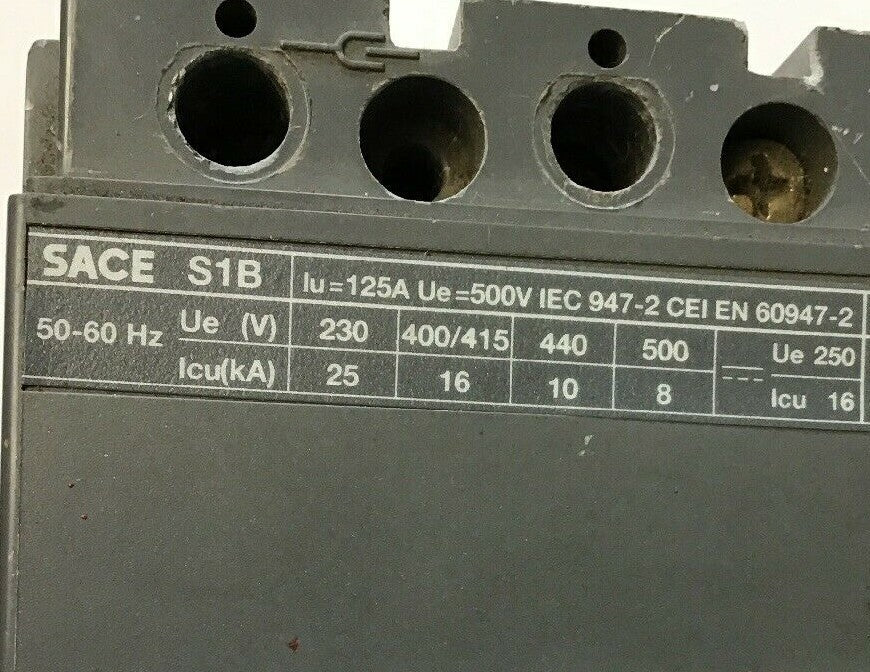 SACE S1B Iu=125A Ue=500V IEC 947-2 CEI EN 60947-2
50-60 Hz Ue (V) 230 400/415 440 500 Ue 250
Icu(kA) 25 16 10 8 Icu 16